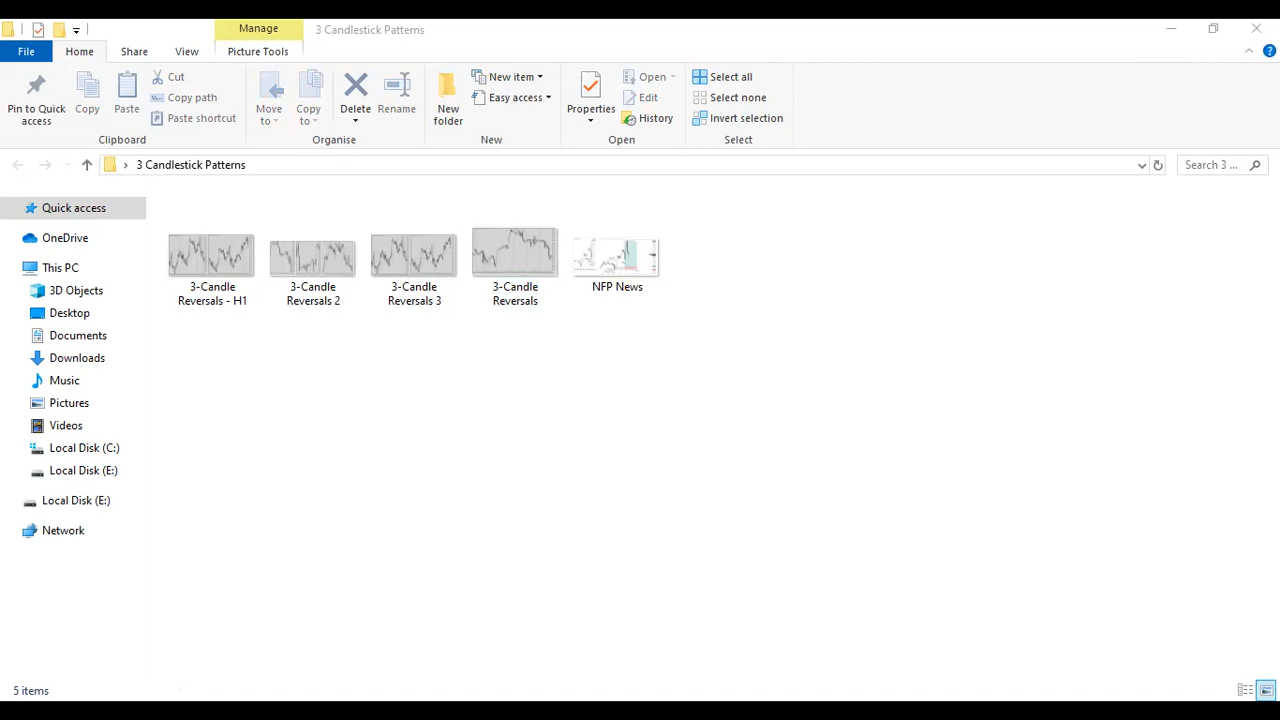 Manage
3 Candlestick Patterns
File
Home
Share
View
Picture Tools
Pin to Quick
access
Copy
Paste
Cut
Copy path
Paste shortcut
Clipboard
Move
to
Copy
to
Delete
Rename
Organise
New
folder
New item
Easy access
New
Properties
Open
Edit
History
Open
Select all
Select none
Invert selection
Select
3 Candlestick Patterns
Search 3 ...
Quick access
OneDrive
This PC
3D Objects
Desktop
Documents
Downloads
Music
Pictures
Videos
Local Disk (C:)
Local Disk (E:)
Local Disk (E:)
Network
3-Candle
Reversals - H1
3-Candle
Reversals 2
3-Candle
Reversals 3
3-Candle
Reversals
NFP News
5 items